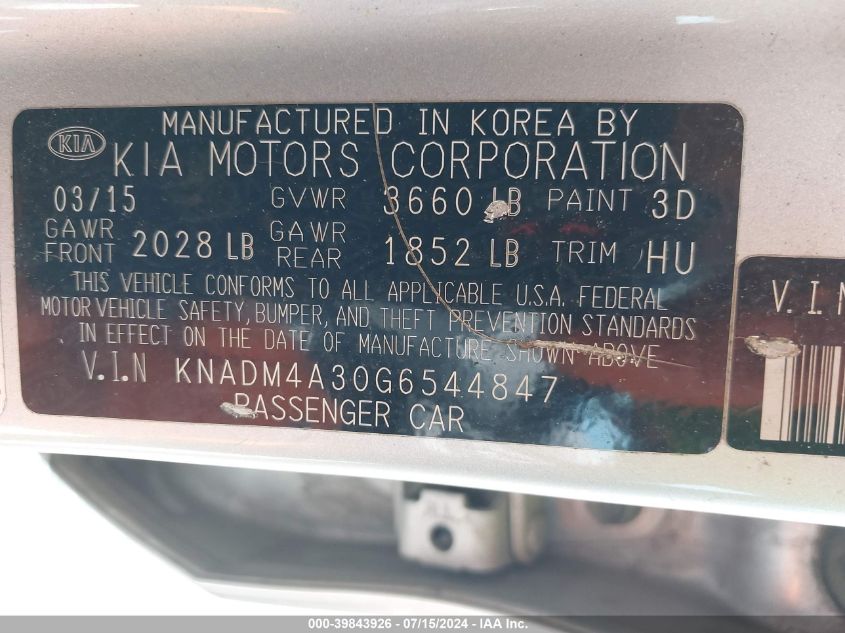 MANUFACTURED IN KOREA BY
KIA KIA MOTORS CORPORATION
03/15 GVWR 3660 LB PAINT 3D
GAWR FRONT 2028 LB GAWR REAR 1852 LB TRIM HU
THIS VEHICLE CONFORMS TO ALL APPLICABLE U.S.A. FEDERAL
MOTOR VEHICLE SAFETY, BUMPER, AND THEFT PREVENTION STANDARDS
IN EFFECT ON THE DATE OF MANUFACTURE SHOWN ABOVE
V.I.N KNADM4A30G6544847
PASSENGER CAR
V.I.N
000-39843926 / 07/15/2024 - IAA Inc.